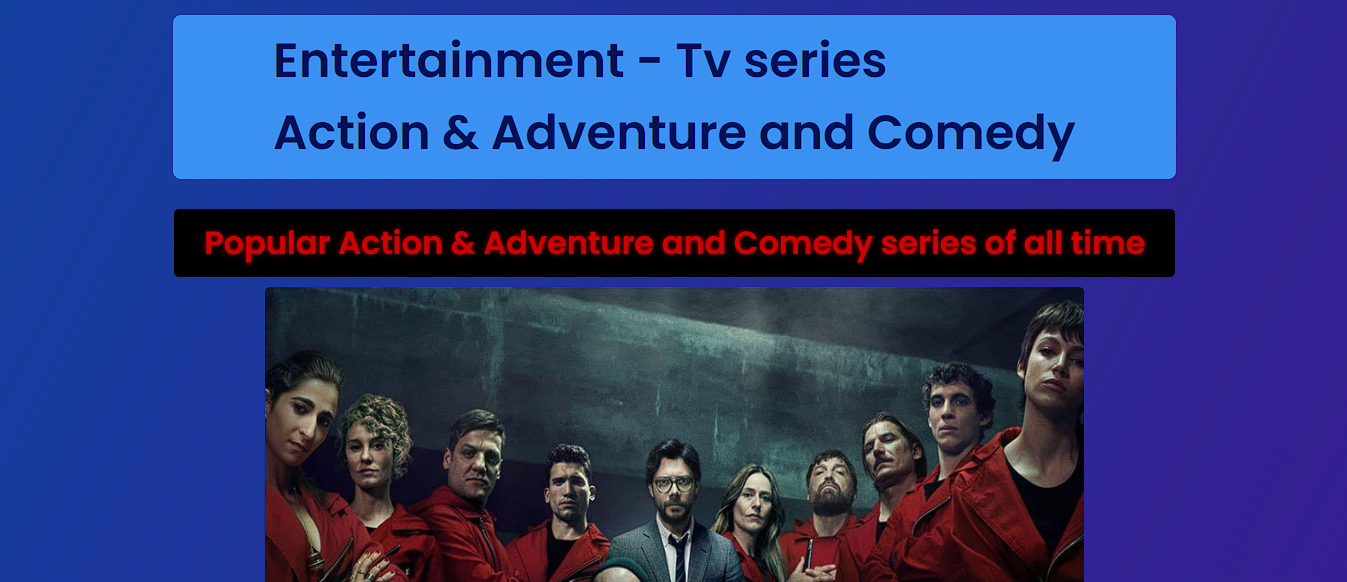 Entertainment - Tv series
Action & Adventure and Comedy
Popular Action & Adventure and Comedy series of all time